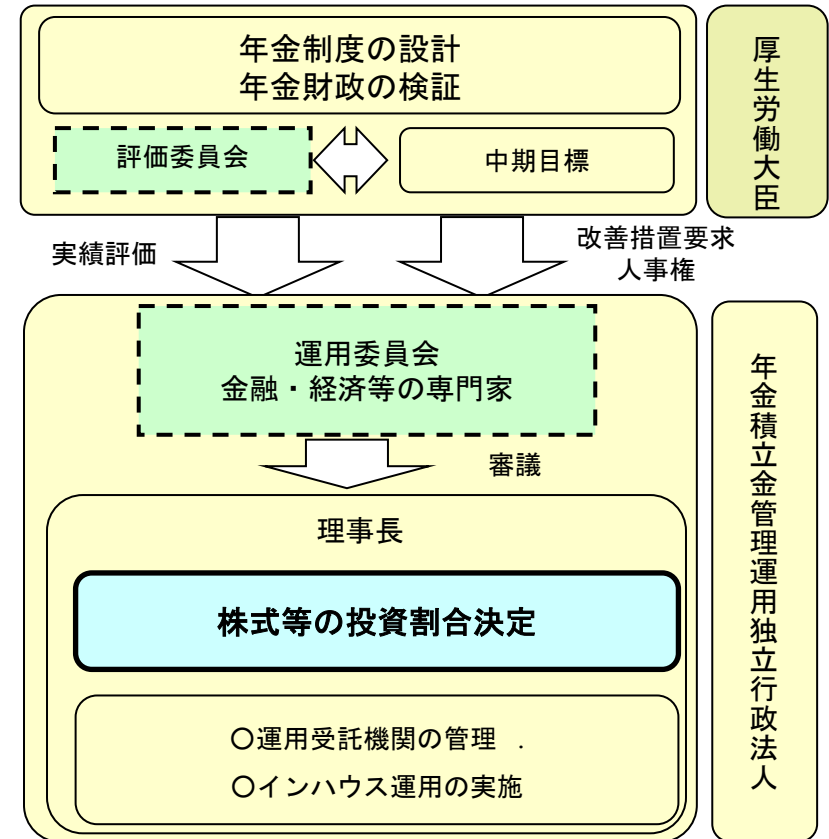 年金制度の設計
年金財政の検証
厚生労働大臣
評価委員会
中期目標
実績評価
改善措置要求
人事権
運用委員会
金融・経済等の専門家
審議
年金積立金管理運用独立行政法人
理事長
株式等の投資割合決定
○運用受託機関の管理 .
○インハウス運用の実施